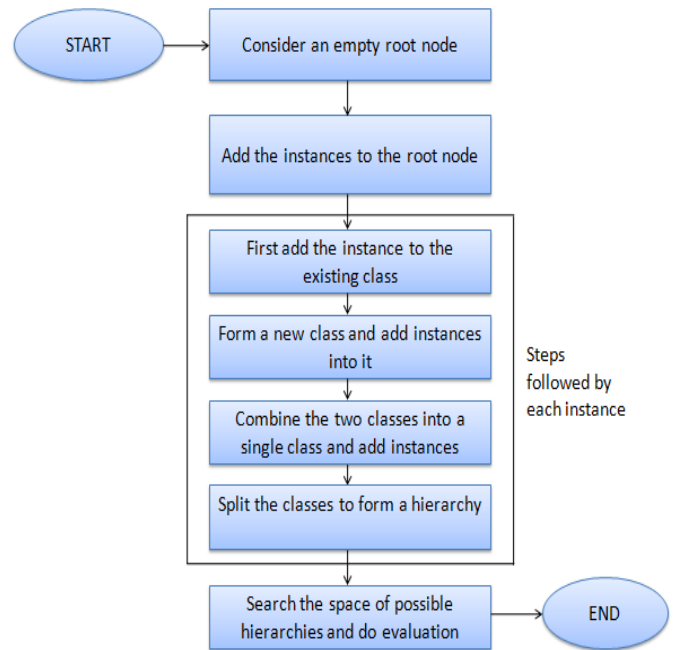 START
Consider an empty root node
Add the instances to the root node
First add the instance to the
existing class
Form a new class and add instances
into it
Combine the two classes into a
single class and add instances
Split the classes to form a hierarchy
Steps
followed by
each instance
Search the space of possible
hierarchies and do evaluation
END